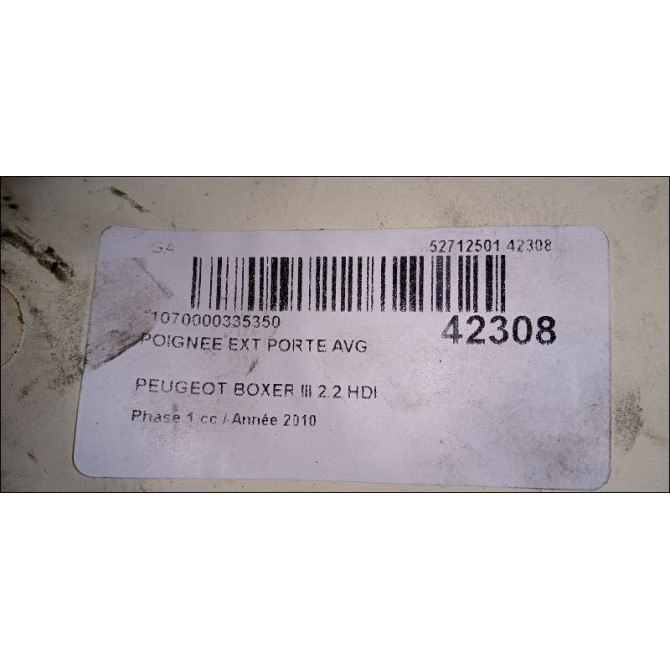 GA 52712501 42308
1070000335350
42308
POIGNEE EXT PORTE AVG
PEUGEOT BOXER III 2.2 HDI
Phase 1 cc / Année 2010